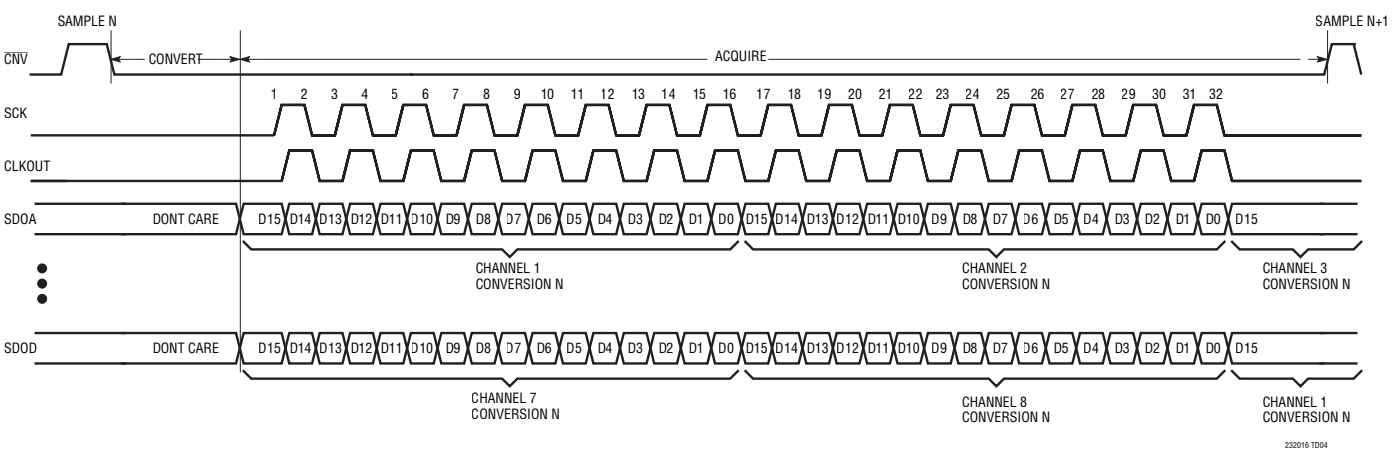 SAMPLE N SAMPLE N+1
CNV CONVERT ACQUIRE
1 2 3 4 5 6 7 8 9 10 11 12 13 14 15 16 17 18 19 20 21 22 23 24 25 26 27 28 29 30 31 32
SCK
CLKOUT
SDOA DONT CARE D15 D14 D13 D12 D11 D10 D9 D8 D7 D6 D5 D4 D3 D2 D1 D0 D15 D14 D13 D12 D11 D10 D9 D8 D7 D6 D5 D4 D3 D2 D1 D0 D15
CHANNEL 1 CHANNEL 2 CHANNEL 3
CONVERSION N CONVERSION N CONVERSION N
SDOD DONT CARE D15 D14 D13 D12 D11 D10 D9 D8 D7 D6 D5 D4 D3 D2 D1 D0 D15 D14 D13 D12 D11 D10 D9 D8 D7 D6 D5 D4 D3 D2 D1 D0 D15
CHANNEL 7 CHANNEL 8 CHANNEL 1
CONVERSION N CONVERSION N CONVERSION N
232016 TD04